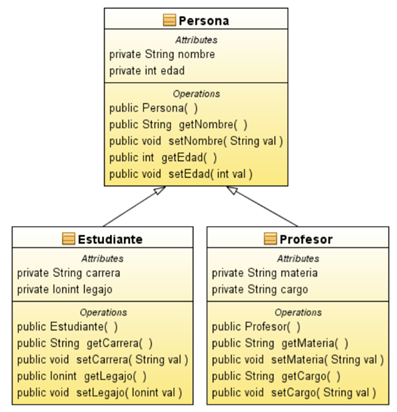 Persona
Attributes
private String nombre
private int edad
Operations
public Persona( )
public String getNombre( )
public void setNombre( String val )
public int getEdad( )
public void setEdad( int val )
Estudiante
Attributes
private String carrera
private Ionint legajo
Operations
public Estudiante( )
public String getCarrera( )
public void setCarrera( String val )
public Ionint getLegajo( )
public void setLegajo( Ionint val )
Profesor
Attributes
private String materia
private String cargo
Operations
public Profesor( )
public String getMateria( )
public void setMateria( String val )
public String getCargo( )
public void setCargo( String val )